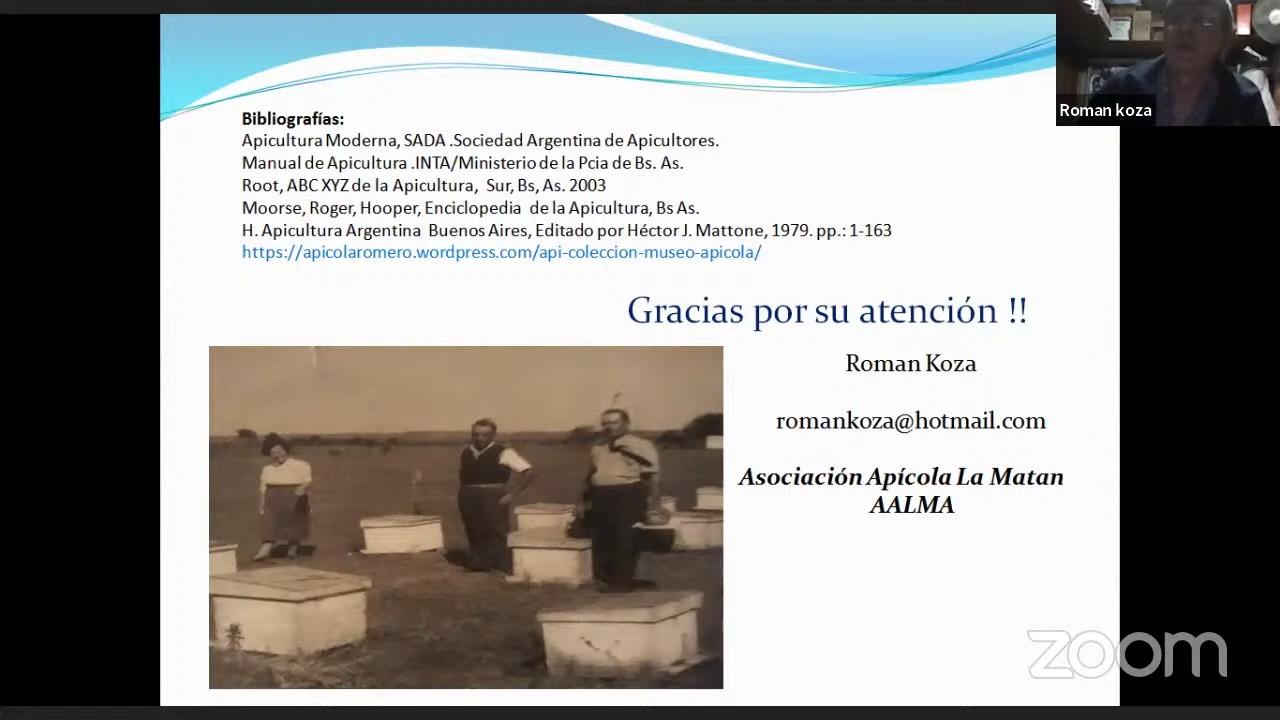 Bibliografías:
Apicultura Moderna, SADA .Sociedad Argentina de Apicultores.
Manual de Apicultura .INTA/Ministerio de la Pcia de Bs. As.
Root, ABC XYZ de la Apicultura, Sur, Bs, As. 2003
Moorse, Roger, Hooper, Enciclopedia de la Apicultura, Bs As.
H. Apicultura Argentina Buenos Aires, Editado por Héctor J. Mattone, 1979. pp.: 1-163
https://apicolaromero.wordpress.com/api-coleccion-museo-apicola/
Gracias por su atención !!
Roman Koza
romankoza@hotmail.com
Asociación Apícola La Matan
AALMA
Roman koza
zoom